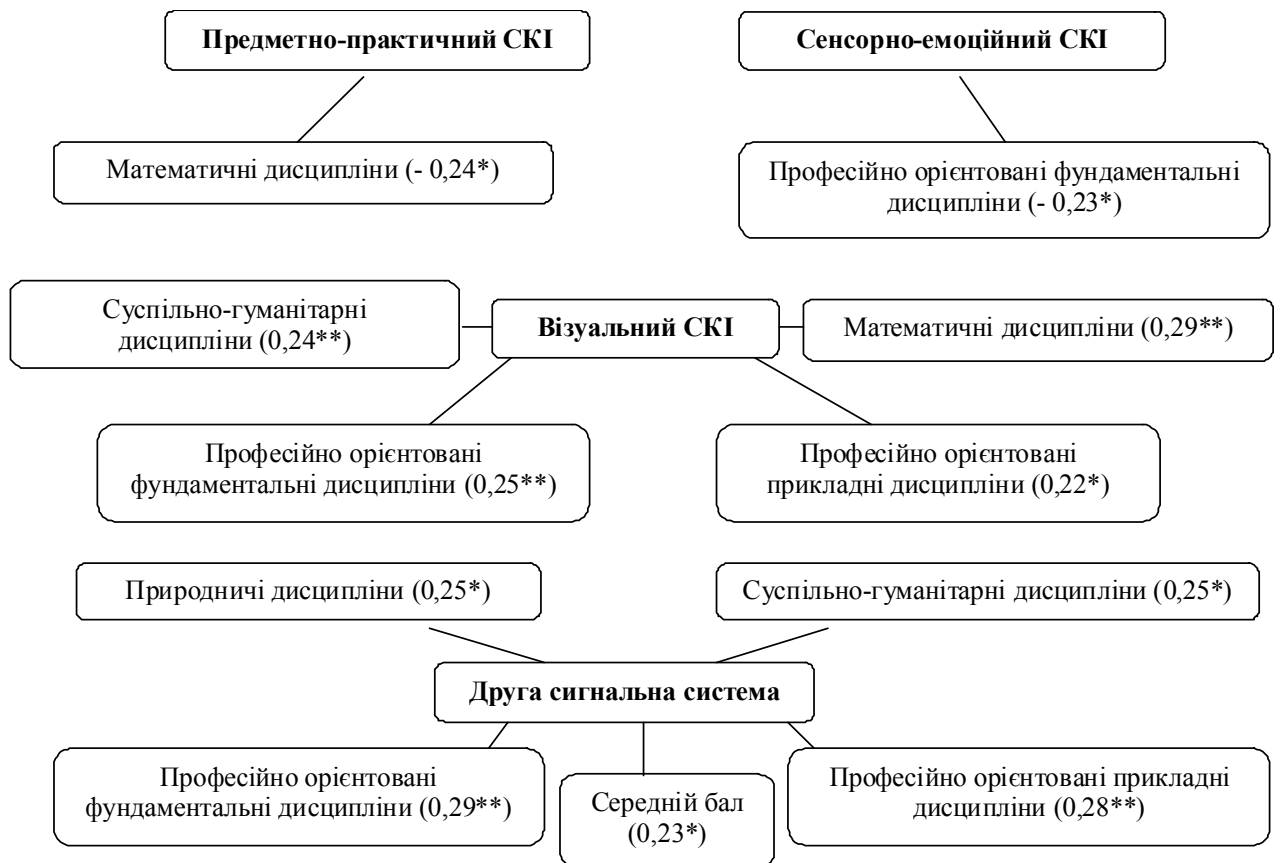 Предметно-практичний СКІ
Сенсорно-емоційний СКІ
Математичні дисципліни (- 0,24*)
Професійно орієнтовані фундаментальні
дисципліни (- 0,23*)
Суспільно-гуманітарні
дисципліни (0,24**)
Візуальний СКІ
Математичні дисципліни (0,29**)
Професійно орієнтовані
фундаментальні дисципліни (0,25**)
Професійно орієнтовані
прикладні дисципліни (0,22*)
Природничі дисципліни (0,25*)
Суспільно-гуманітарні дисципліни (0,25*)
Друга сигнальна система
Професійно орієнтовані
фундаментальні дисципліни (0,29**)
Середній бал
(0,23*)
Професійно орієнтовані прикладні
дисципліни (0,28**)